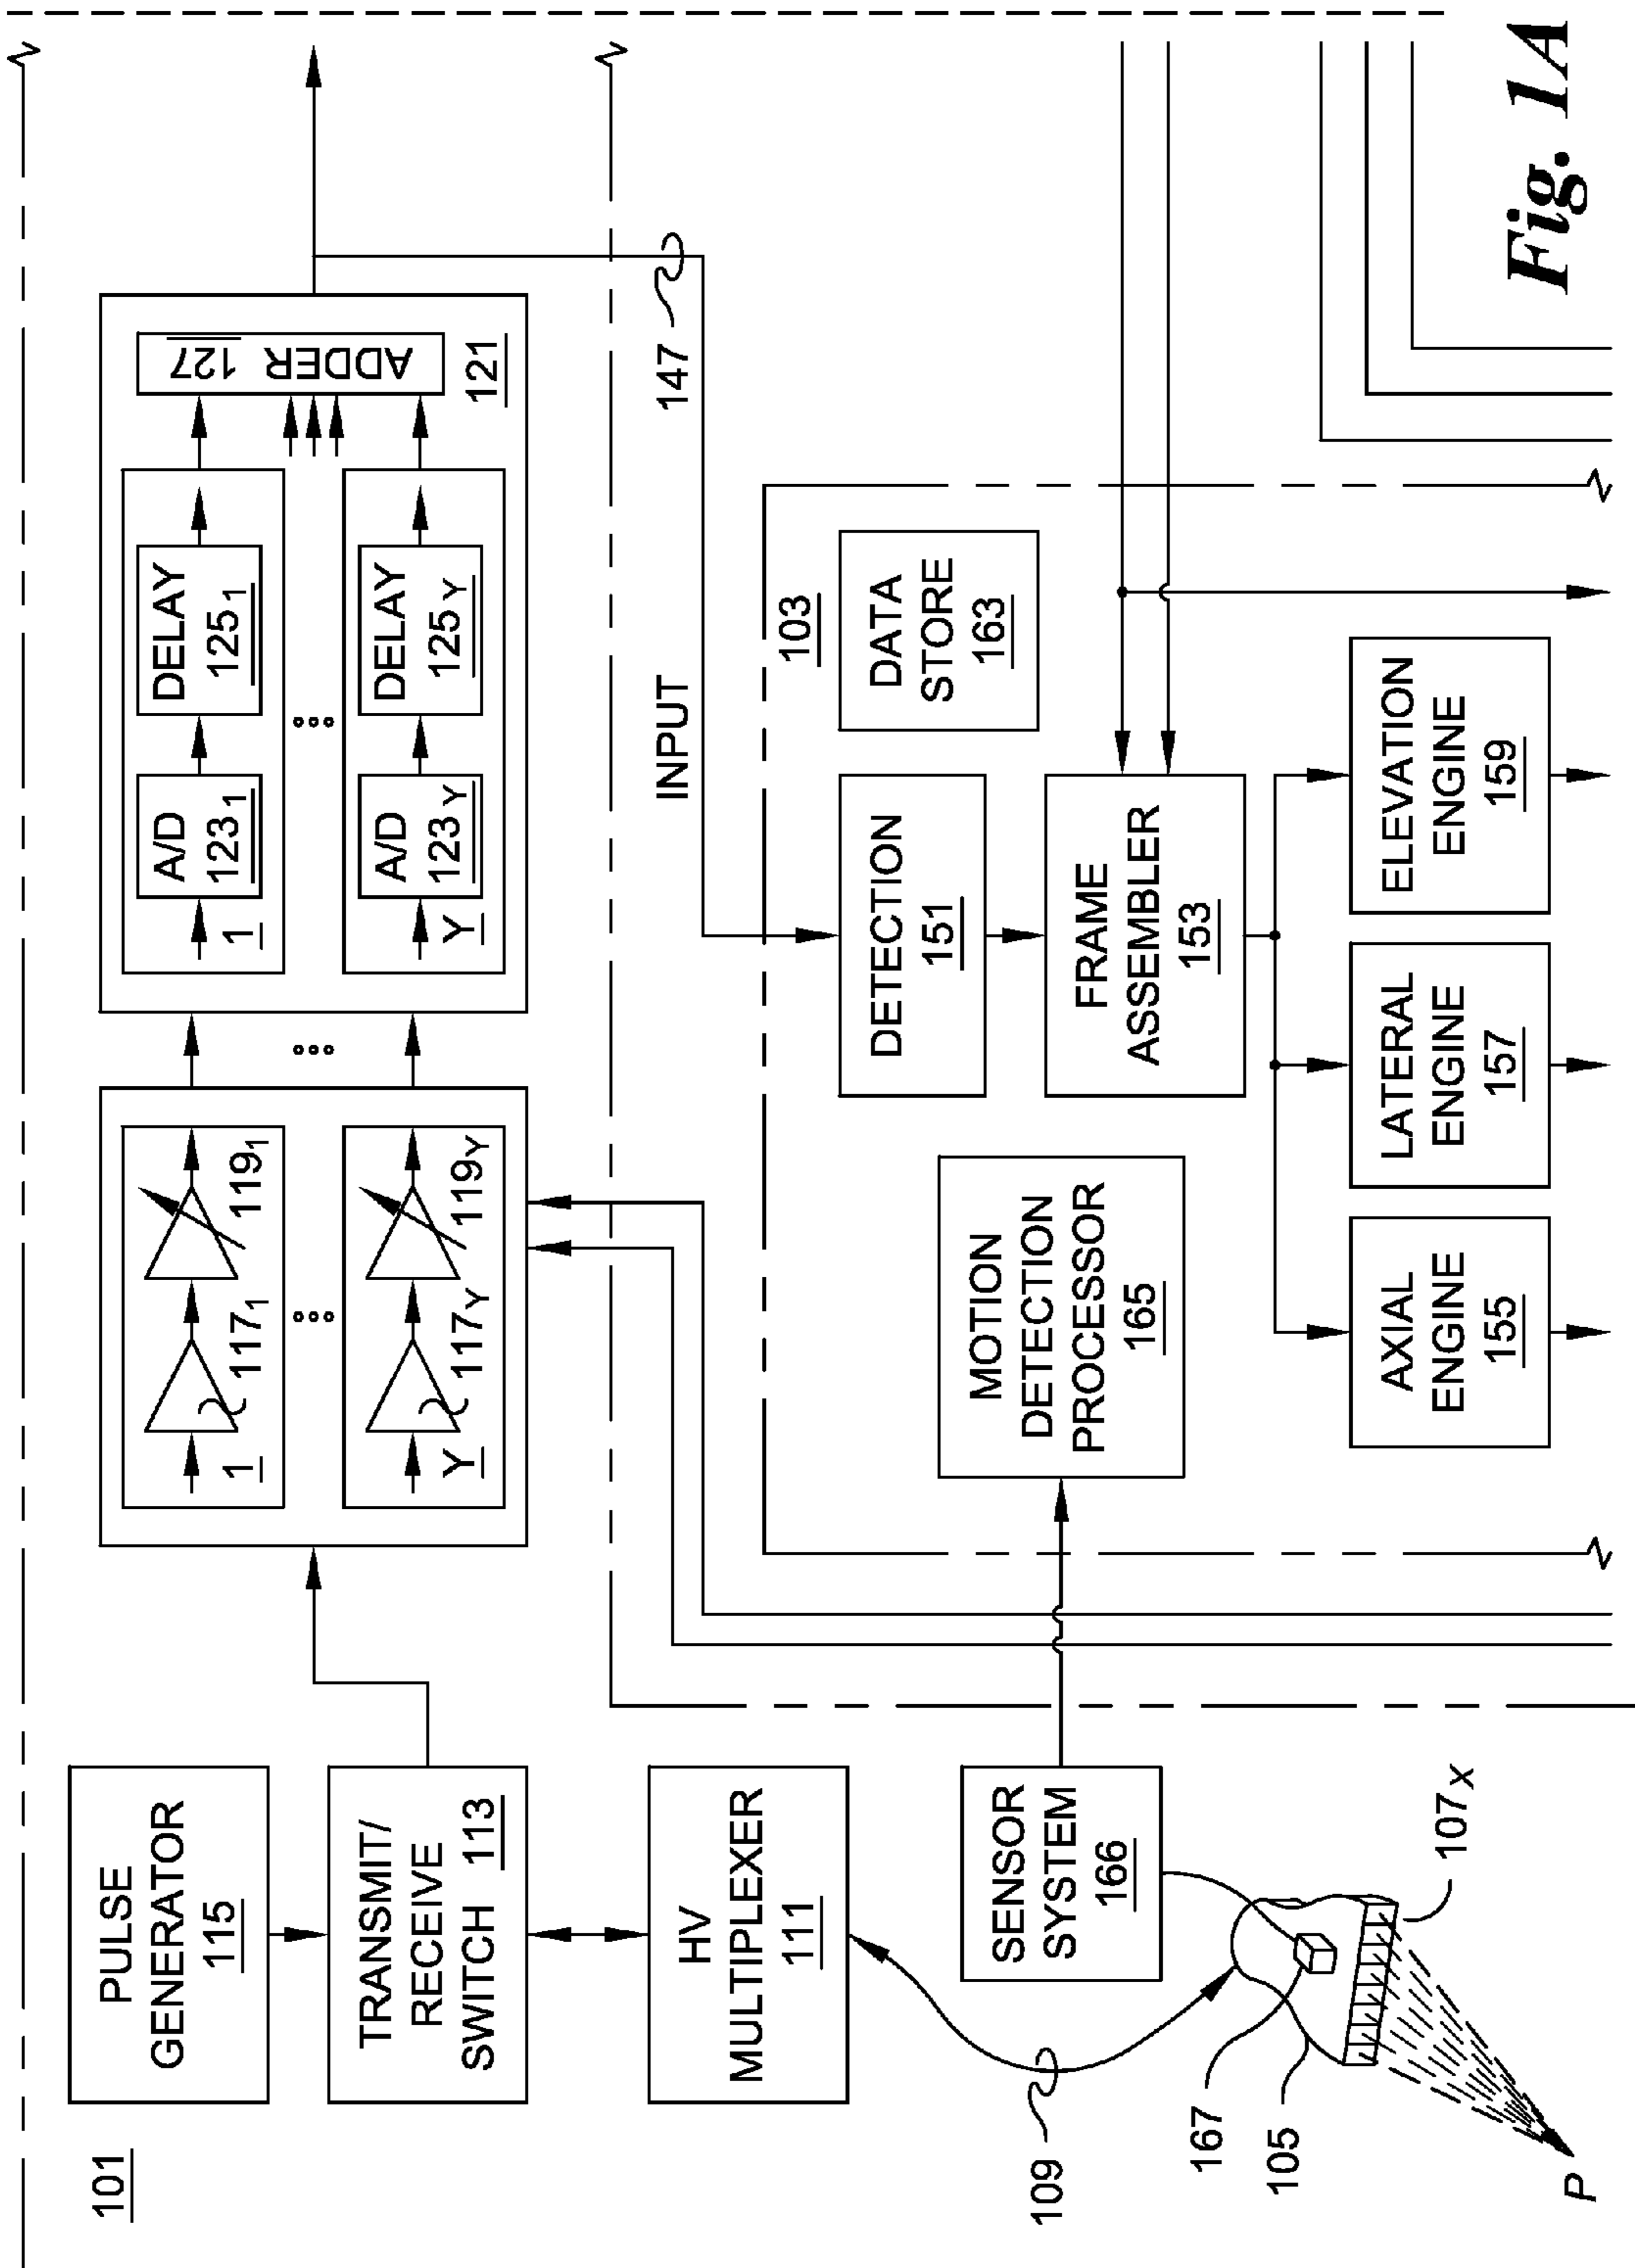 101
PULSE
GENERATOR
115
TRANSMIT/
RECEIVE
SWITCH 113
HV
MULTIPLEXER
111
109
SENSOR
SYSTEM
166
167
105
107X
P
1
1171
1191
...
Y
117Y
119Y
...
1
A/D
1231
DELAY
1251
...
Y
A/D
123Y
DELAY
125Y
ADDER 127
121
147
INPUT
103
DETECTION
151
DATA
STORE
163
MOTION
DETECTION
PROCESSOR
165
FRAME
ASSEMBLER
153
AXIAL
ENGINE
155
LATERAL
ENGINE
157
ELEVATION
ENGINE
159
Fig. 1A